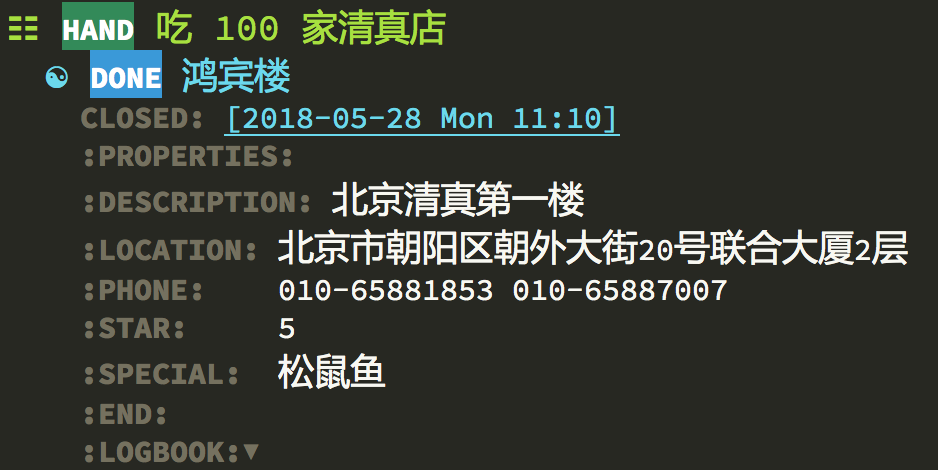 ☷ HAND 吃 100 家清真店
☯ DONE 鸿宾楼
CLOSED: [2018-05-28 Mon 11:10]
:PROPERTIES:
:DESCRIPTION: 北京清真第一楼
:LOCATION: 北京市朝阳区朝外大街20号联合大厦2层
:PHONE: 010-65881853 010-65887007
:STAR: 5
:SPECIAL: 松鼠鱼
:END:
:LOGBOOK:▼